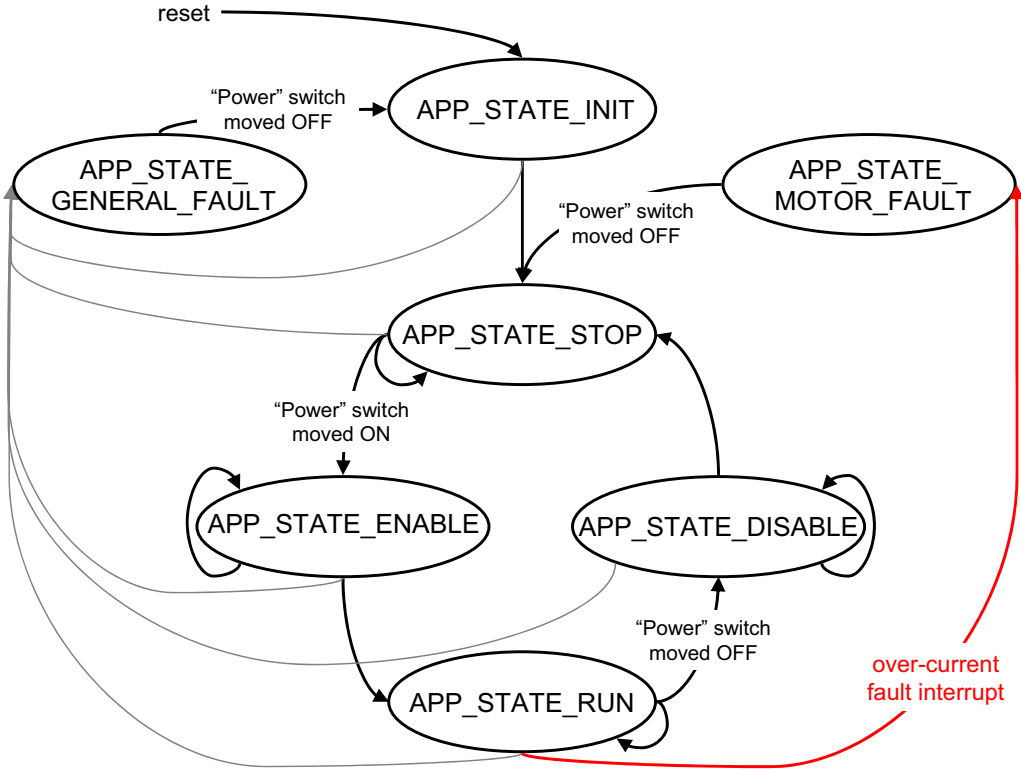 reset
“Power” switch
moved OFF
APP_STATE_INIT
APP_STATE_
GENERAL_FAULT
APP_STATE_
MOTOR_FAULT
“Power” switch
moved OFF
APP_STATE_STOP
“Power” switch
moved ON
APP_STATE_ENABLE
APP_STATE_DISABLE
“Power” switch
moved OFF
over-current
fault interrupt
APP_STATE_RUN